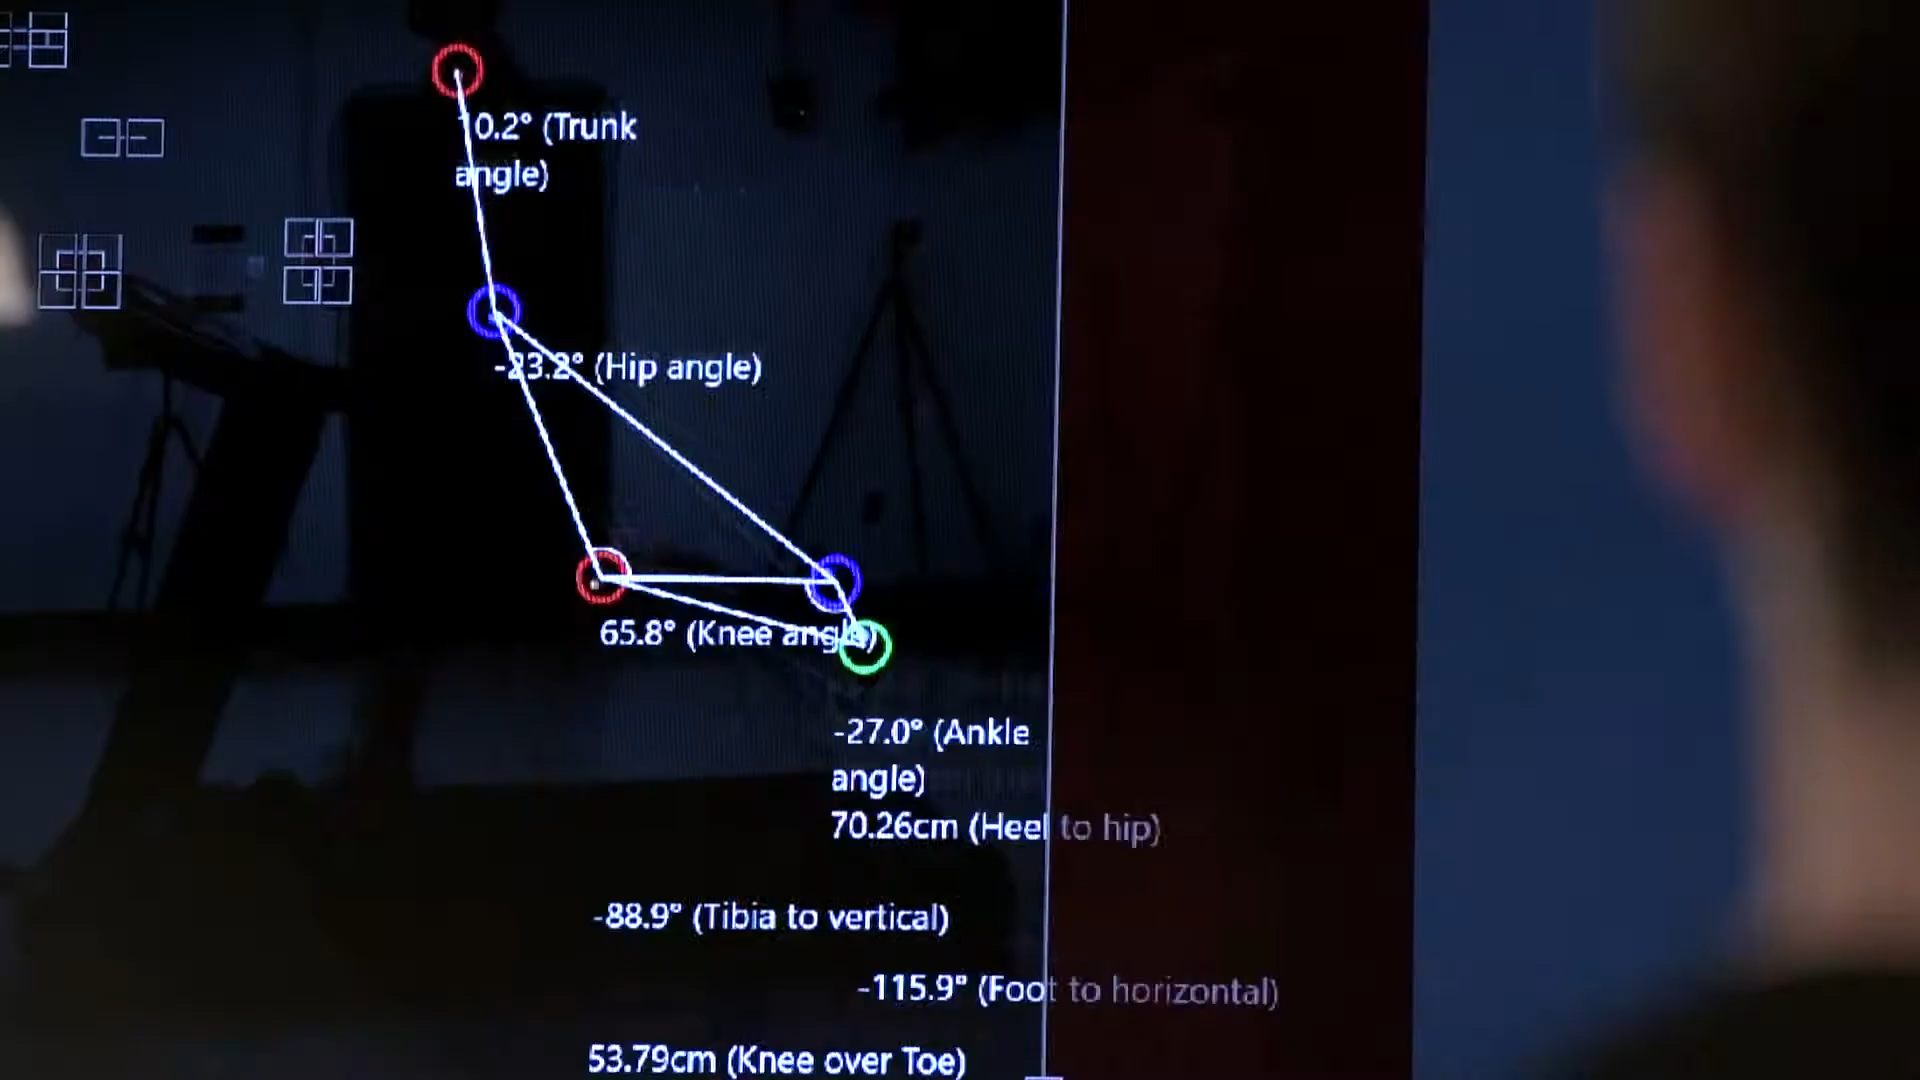 10.2° (Trunk
angle)
-23.2° (Hip angle)
65.8° (Knee angle)
-27.0° (Ankle
angle)
70.26cm (Heel to hip)
-88.9° (Tibia to vertical)
-115.9° (Foot to horizontal)
53.79cm (Knee over Toe)